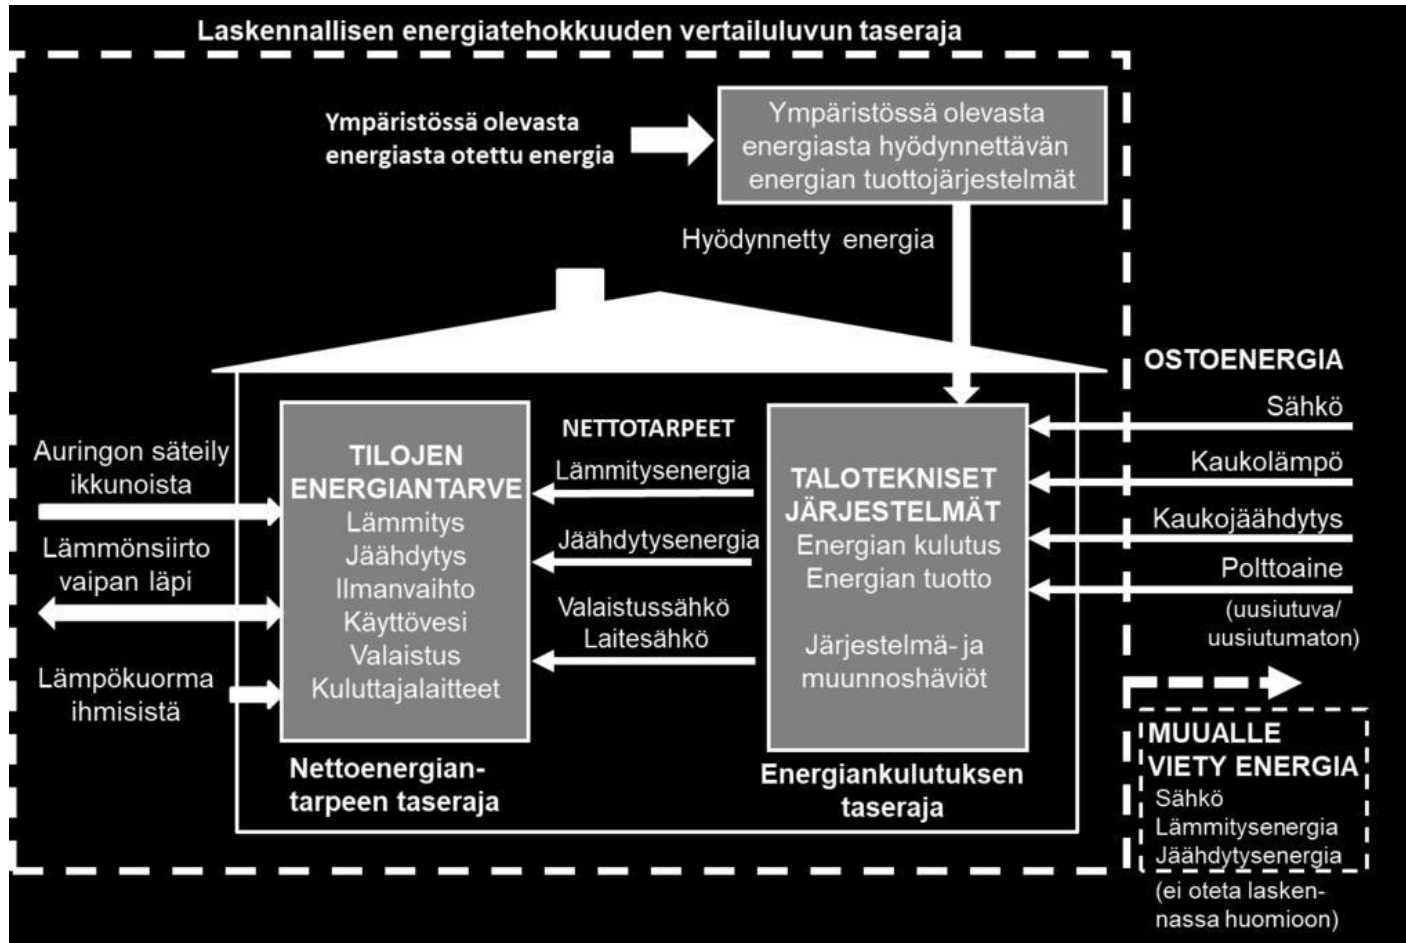 Laskennallisen energiatehokkuuden vertailuluvun taseraja
Ympäristössä olevasta
energiasta otettu energia
Ympäristössä olevasta
energiasta hyödynnettävän
energian tuottojärjestelmät
Hyödynnetty energia
OSTOENERGIA
Sähkö
Kaukolämpö
Kaukojäähdytys
Polttoaine
(uusiutuva/
uusiutumaton)
Auringon säteily
ikkunoista
Lämmönsiirto
vaipan läpi
Lämpökuorma
ihmisistä
TILOJEN
ENERGIANTARVE
Lämmitys
Jäähdytys
Ilmanvaihto
Käyttövesi
Valaistus
Kuluttajalaitteet
Nettoenergian-
tarpeen taseraja
NETTOTARPEET
Lämmitysenergia
Jäähdytysenergia
Valaistussähkö
Laitesähkö
TALOTEKNISET
JÄRJESTELMÄT
Energian kulutus
Energian tuotto
Järjestelmä- ja
muunnoshäviöt
Energiankulutuksen
taseraja
MUUALLE
VIETY ENERGIA
Sähkö
Lämmitysenergia
Jäähdytysenergia
(ei oteta lasken-
nassa huomioon)